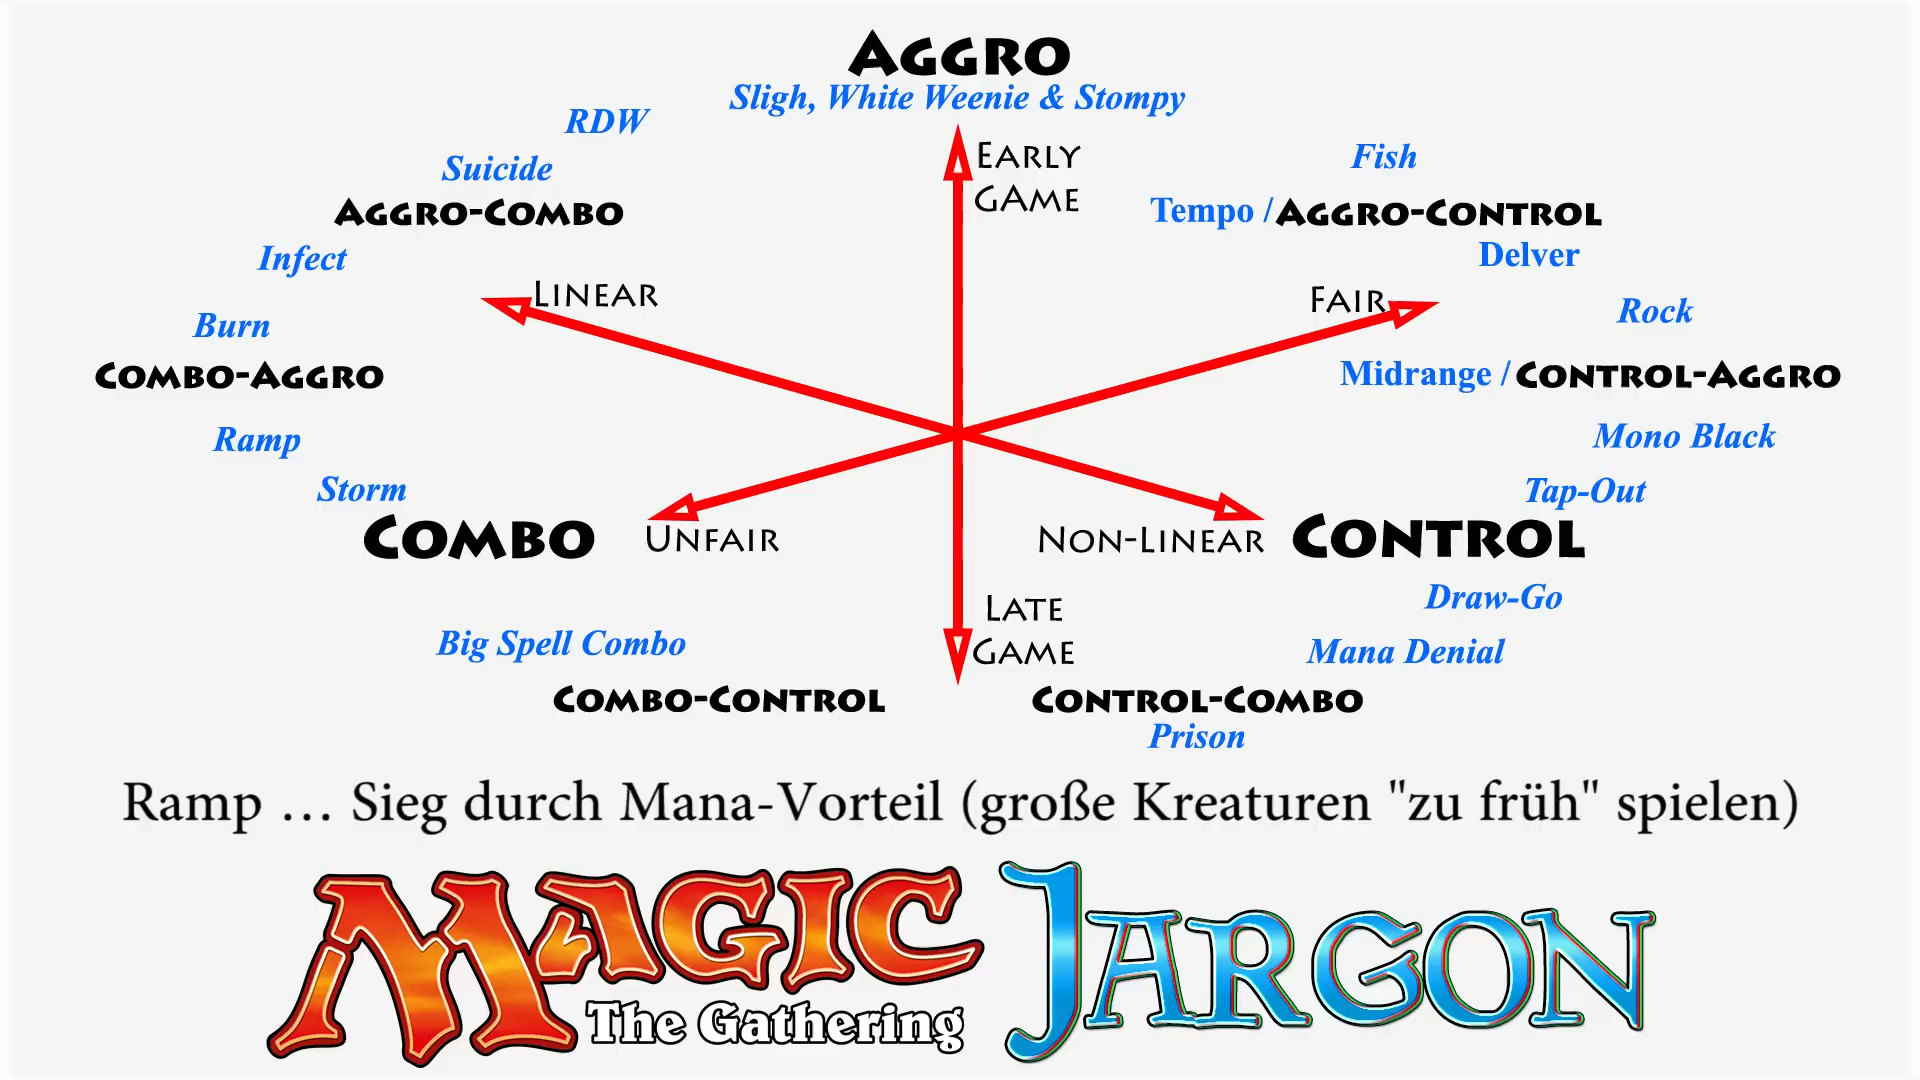 AGGRO
Sligh, White Weenie & Stompy
RDW
EARLY
GAME
Fish
Suicide
AGGRO-COMBO
Tempo / AGGRO-CONTROL
Infect
Delver
LINEAR
FAIR
Rock
Burn
COMBO-AGGRO
Midrange / CONTROL-AGGRO
Ramp
Mono Black
Storm
Tap-Out
COMBO
UNFAIR
NON-LINEAR
CONTROL
Draw-Go
LATE
GAME
Big Spell Combo
Mana Denial
COMBO-CONTROL
CONTROL-COMBO
Prison
Ramp … Sieg durch Mana-Vorteil (große Kreaturen "zu früh" spielen)
MAGIC JARGON
The Gathering